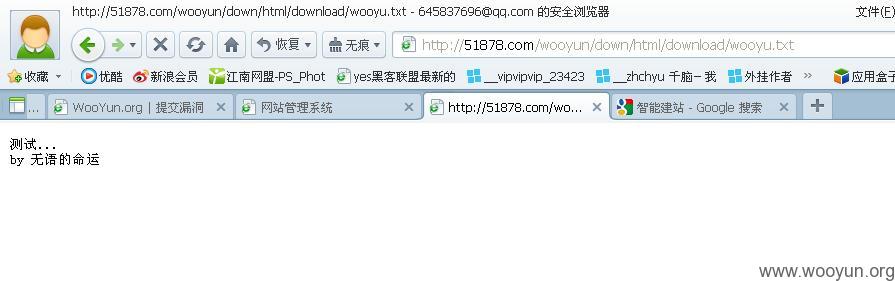 http://51878.com/wooyun/down/html/download/wooyu.txt - 645837696@qq.com 的安全浏览器 文件(F)
恢复 无痕 http://51878.com/wooyun/down/html/download/wooyu.txt
收藏 优酷 新浪会员 江南网盟-PS_Phot yes黑客联盟最新的 __vipvipvip_23423 __zhchyu 千脑-我 外挂作者 » 应用盒子
... WooYun.org | 提交漏洞 网站管理系统 http://51878.com/wo... 智能建站 - Google 搜索
测试...
by 无语的命运
www.wooyun.org